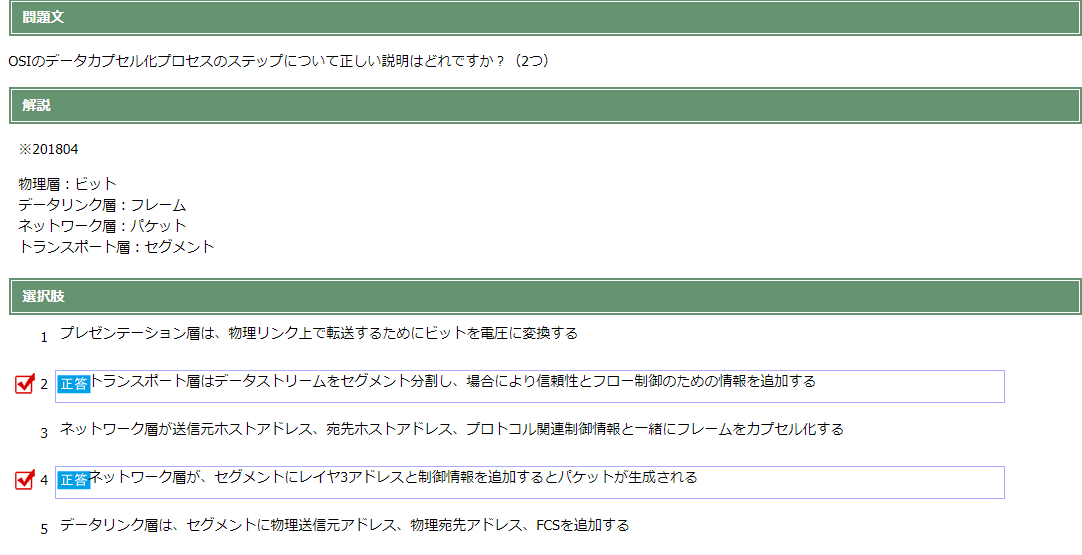 問題文
OSIのデータカプセル化プロセスのステップについて正しい説明はどれですか？（2つ）
解説
※201804
物理層：ビット
データリンク層：フレーム
ネットワーク層：パケット
トランスポート層：セグメント
選択肢
1 プレゼンテーション層は、物理リンク上で転送するためにビットを電圧に変換する
2 正答 トランスポート層はデータストリームをセグメント分割し、場合により信頼性とフロー制御のための情報を追加する
3 ネットワーク層が送信元ホストアドレス、宛先ホストアドレス、プロトコル関連制御情報と一緒にフレームをカプセル化する
4 正答 ネットワーク層が、セグメントにレイヤ3アドレスと制御情報を追加するとパケットが生成される
5 データリンク層は、セグメントに物理送信元アドレス、物理宛先アドレス、FCSを追加する